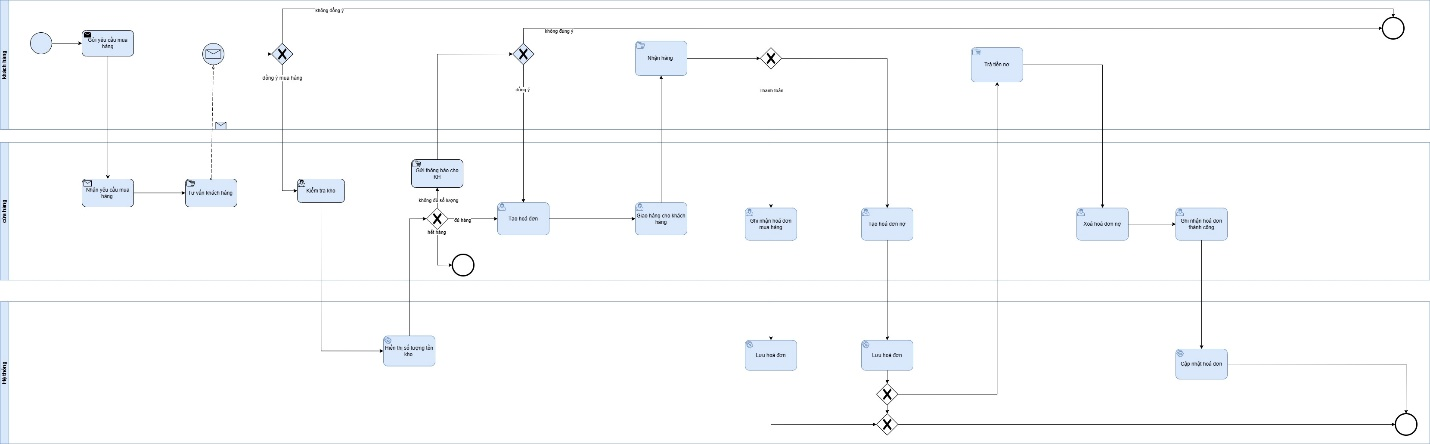 Khách hàng
không đồng ý
Gửi yêu cầu mua
hàng
không đồng ý
Nhận hàng
Trả tiền nợ
đồng ý mua hàng
đồng ý
Thanh toán
Cửa hàng
Gửi thông báo cho
KH
Nhận yêu cầu mua
hàng
Tư vấn khách hàng
Kiểm tra kho
không đủ số lượng
đủ hàng
hết hàng
Tạo hoá đơn
Giao hàng cho khách
hàng
Ghi nhận hoá đơn
mua hàng
Tạo hoá đơn nợ
Xoá hoá đơn nợ
Ghi nhận hoá đơn
thành công
Hệ thống
Hiển thị số lượng tồn
kho
Lưu hoá đơn
Lưu hoá đơn
Cập nhật hoá đơn